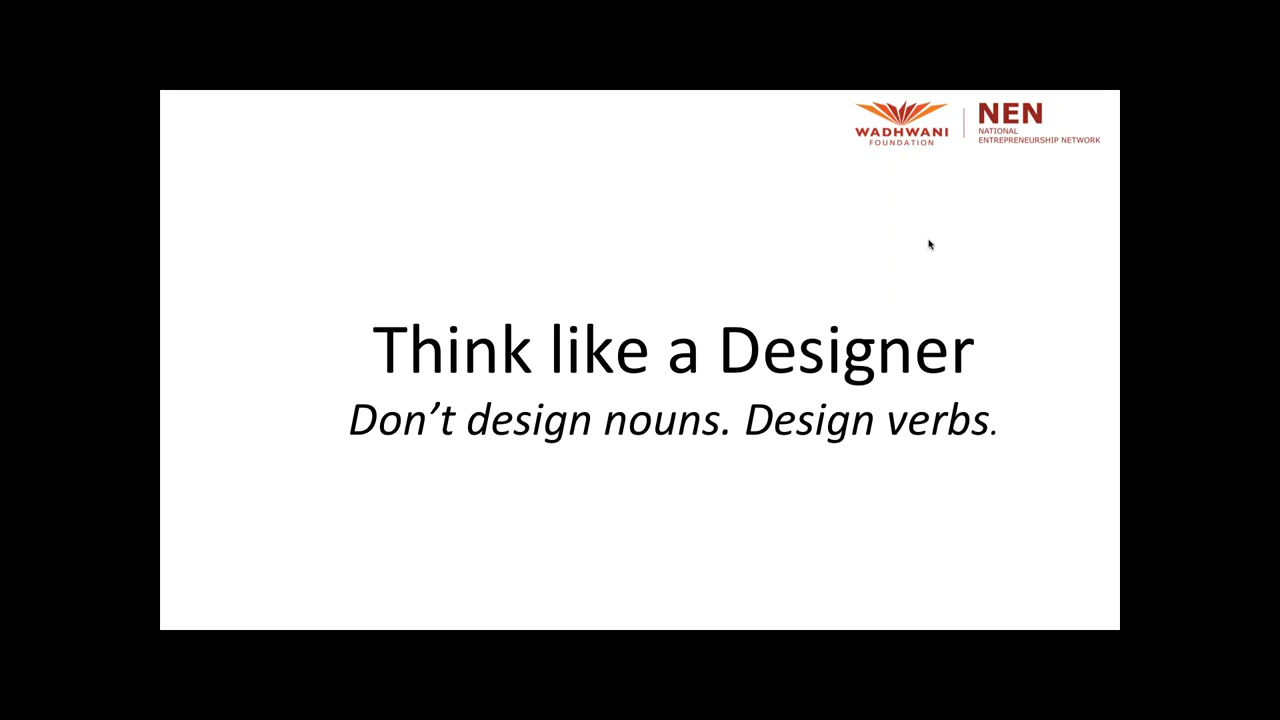 WADHWANI
FOUNDATION
NEN
NATIONAL
ENTREPRENEURSHIP NETWORK
Think like a Designer
Don’t design nouns. Design verbs.